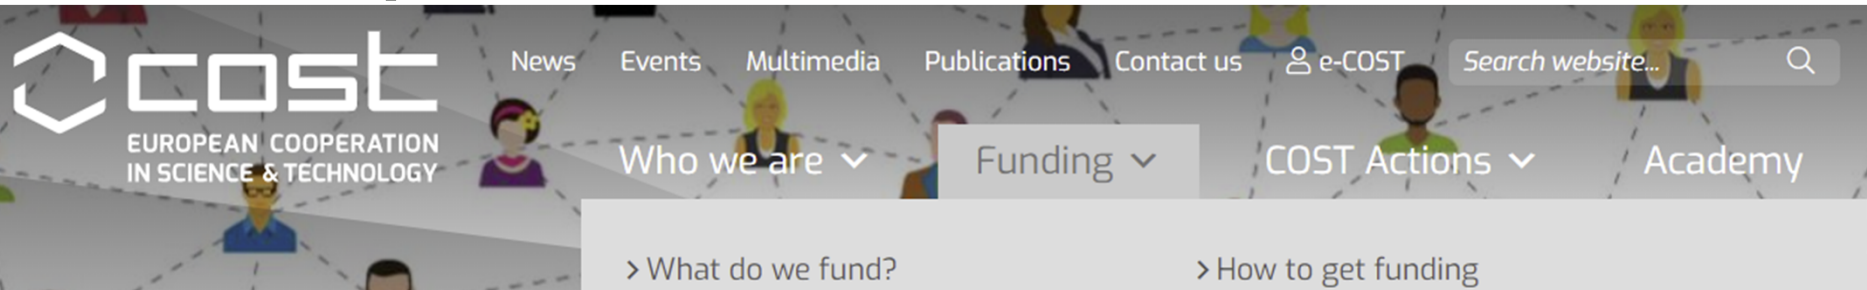 cost
EUROPEAN COOPERATION
IN SCIENCE & TECHNOLOGY
News Events Multimedia Publications Contact us e-COST Search website...
Who we are Funding COST Actions Academy
What do we fund? How to get funding